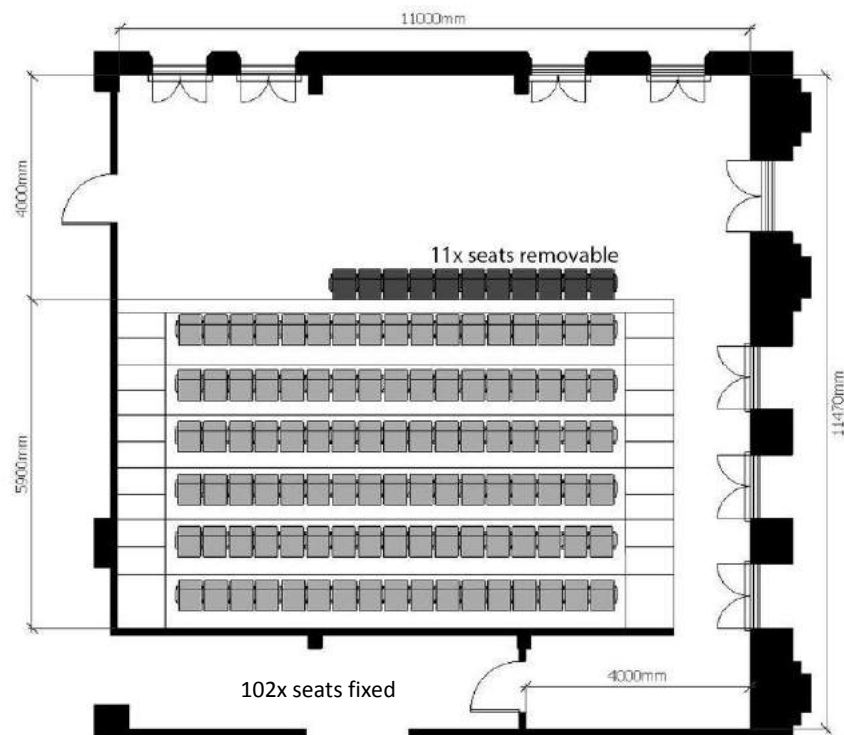 11000mm
4000mm
11x seats removable
5900mm
11470mm
102x seats fixed
4000mm